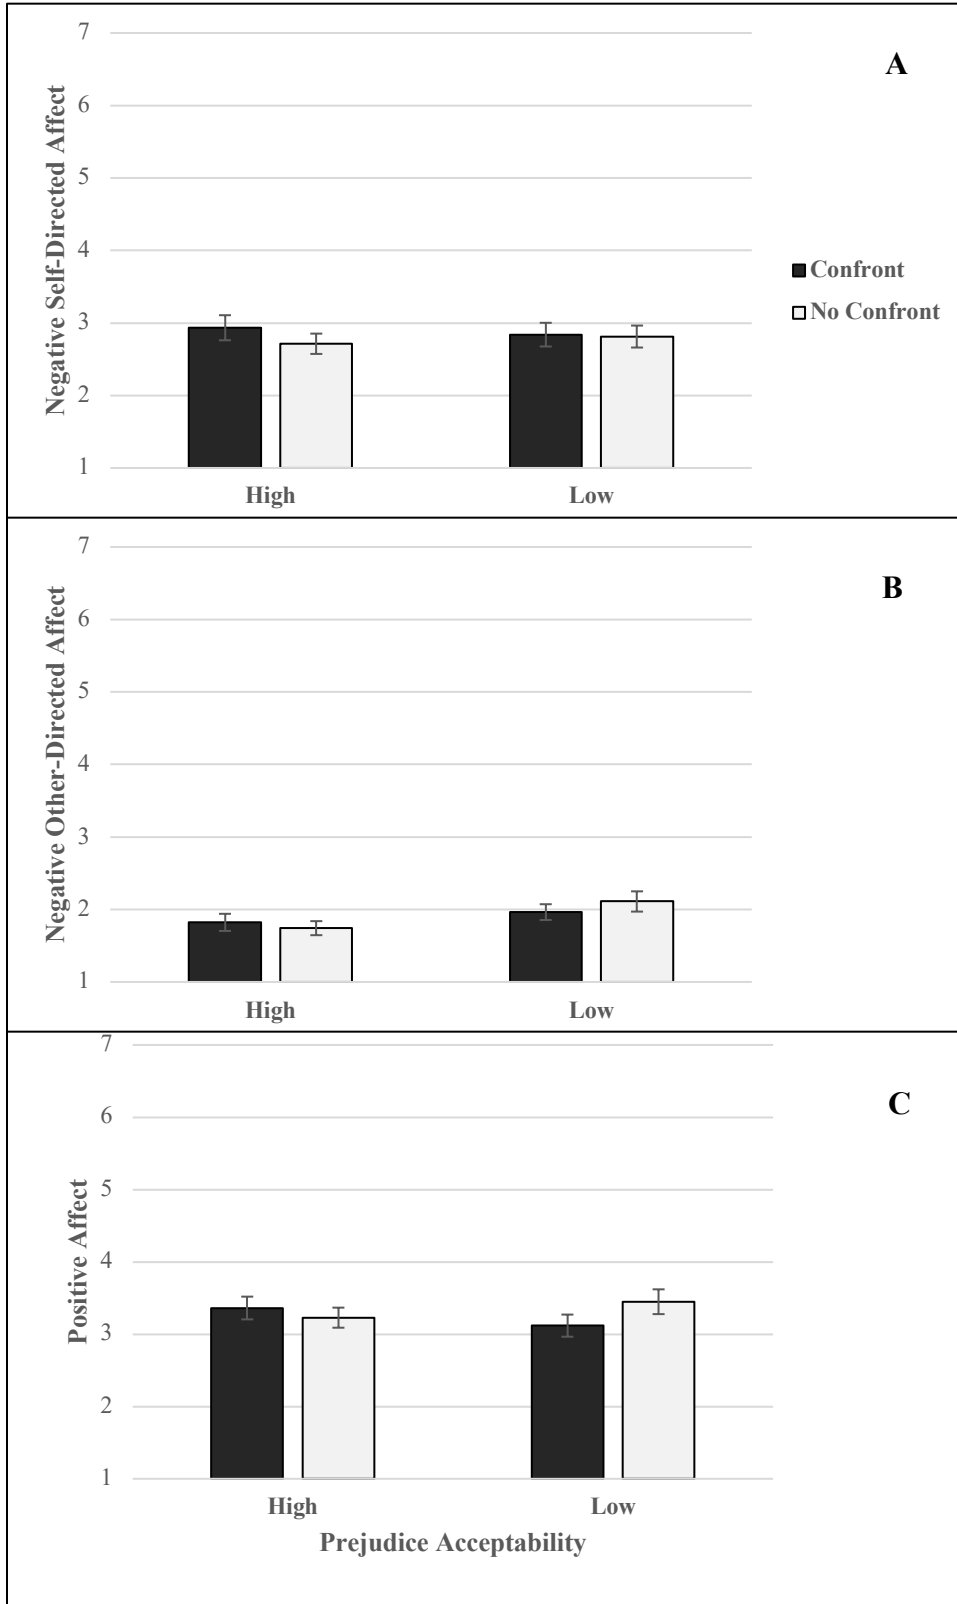 7
A
6
5
4
Confront
3
No Confront
2
1
Negative Self-Directed Affect
High
Low
7
B
6
5
4
3
2
1
Negative Other-Directed Affect
High
Low
7
C
6
5
4
3
2
1
Positive Affect
High
Low
Prejudice Acceptability